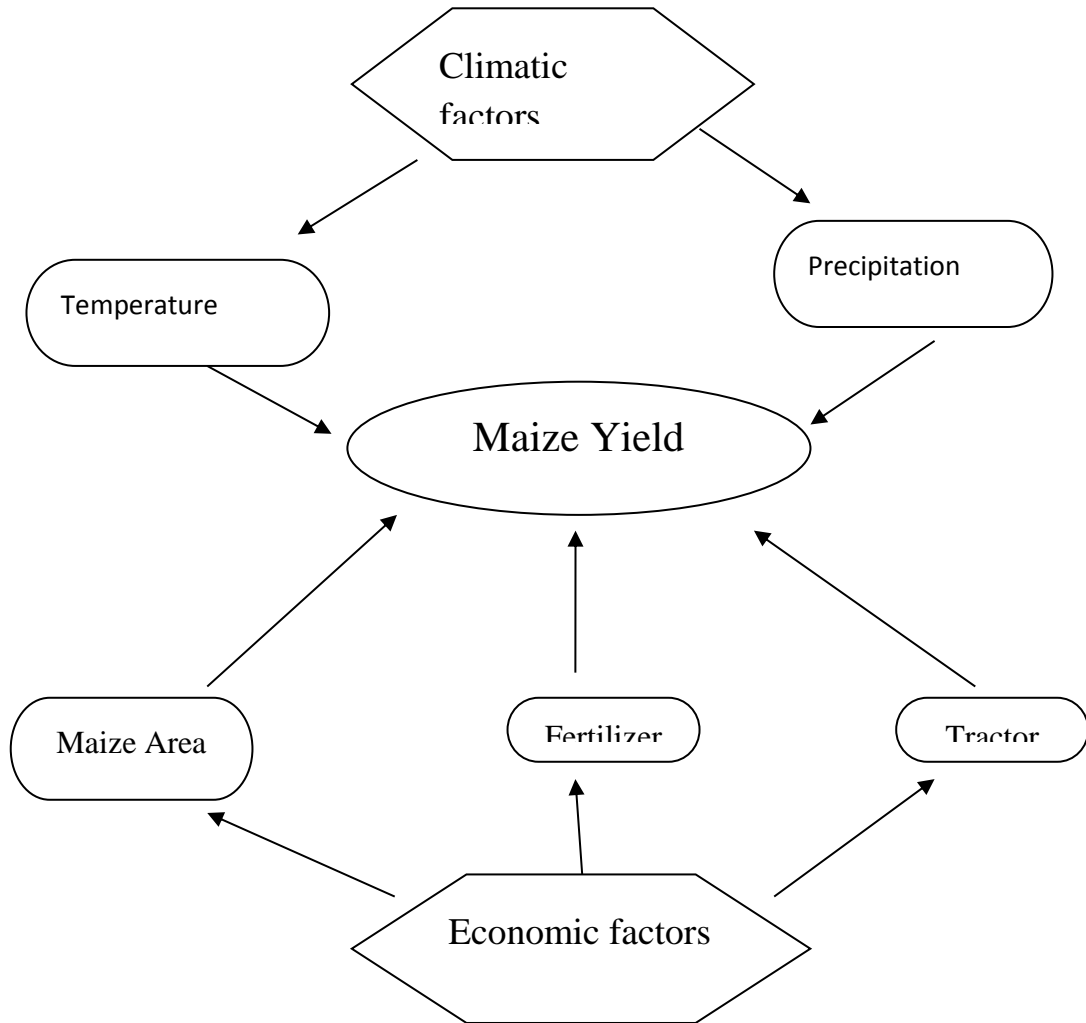 Climatic
factors
Precipitation
Temperature
Maize Yield
Maize Area
Fertilizer
Tractor
Economic factors